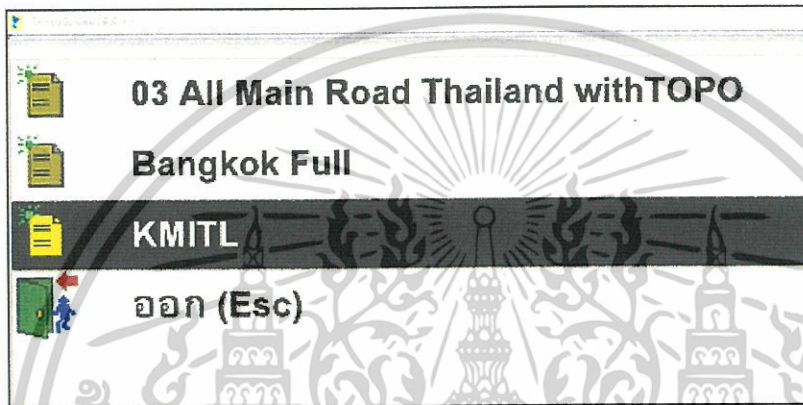 03 All Main Road Thailand withTOPO
Bangkok Full
KMITL
ออก (Esc)